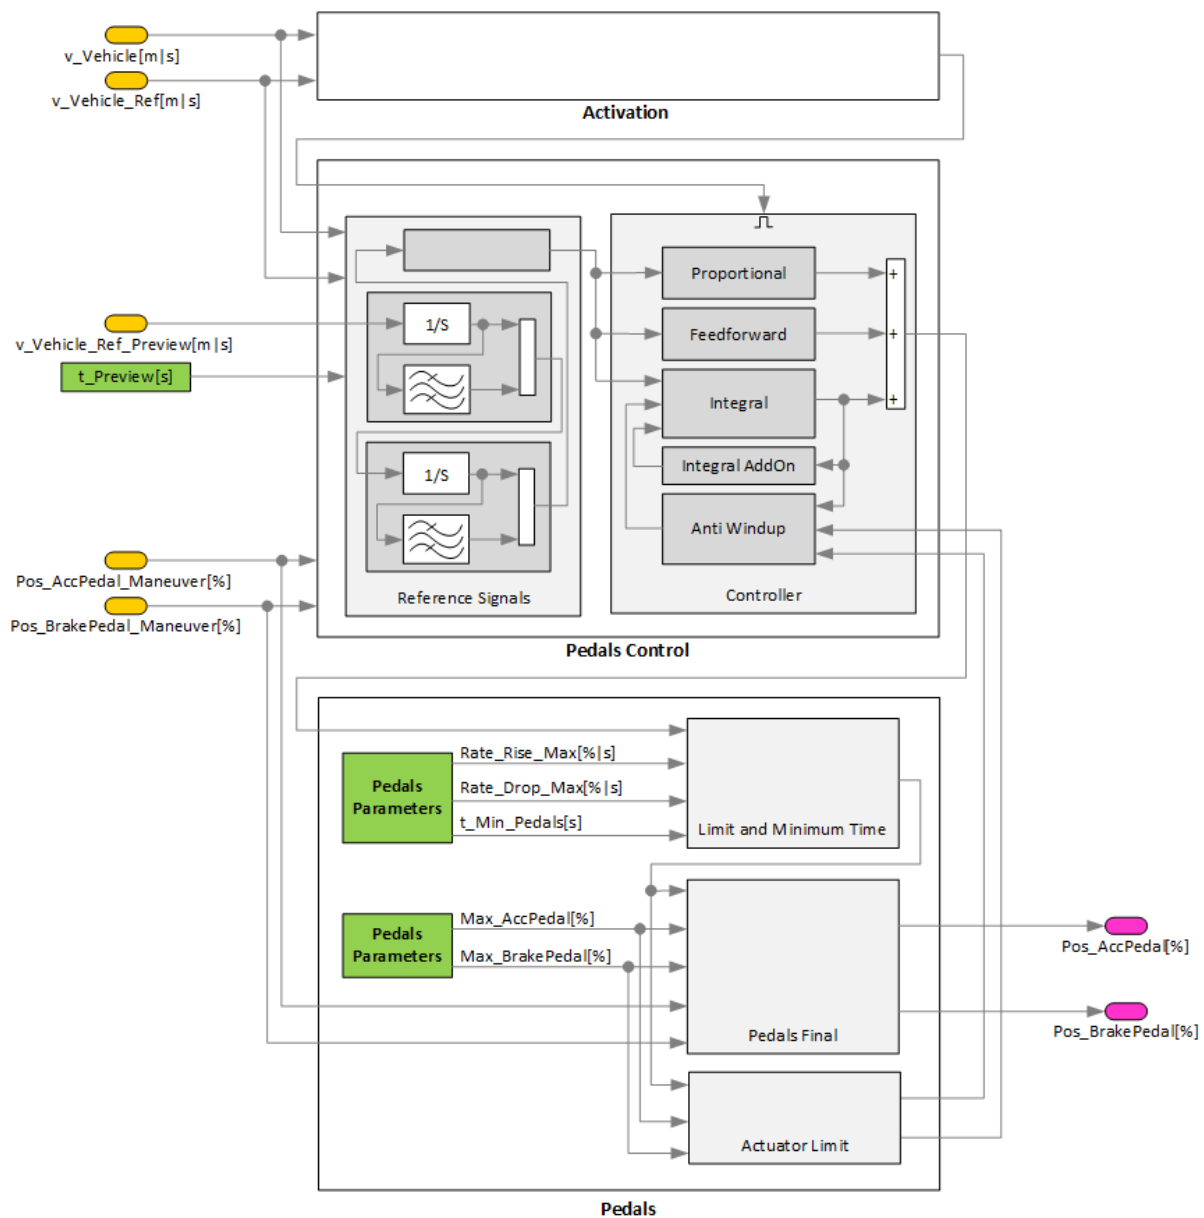 v_Vehicle[m|s]
v_Vehicle_Ref[m|s]
Activation
Proportional
1/S
Feedforward
v_Vehicle_Ref_Preview[m|s]
t_Preview[s]
Integral
Integral AddOn
1/S
Anti Windup
Pos_AccPedal_Maneuver[%]
Reference Signals
Controller
Pos_BrakePedal_Maneuver[%]
Pedals Control
+
+
+
Rate_Rise_Max[%|s]
Pedals
Parameters
Rate_Drop_Max[%|s]
t_Min_Pedals[s]
Limit and Minimum Time
Max_AccPedal[%]
Pedals
Parameters
Max_BrakePedal[%]
Pos_AccPedal[%]
Pedals Final
Pos_BrakePedal[%]
Actuator Limit
Pedals